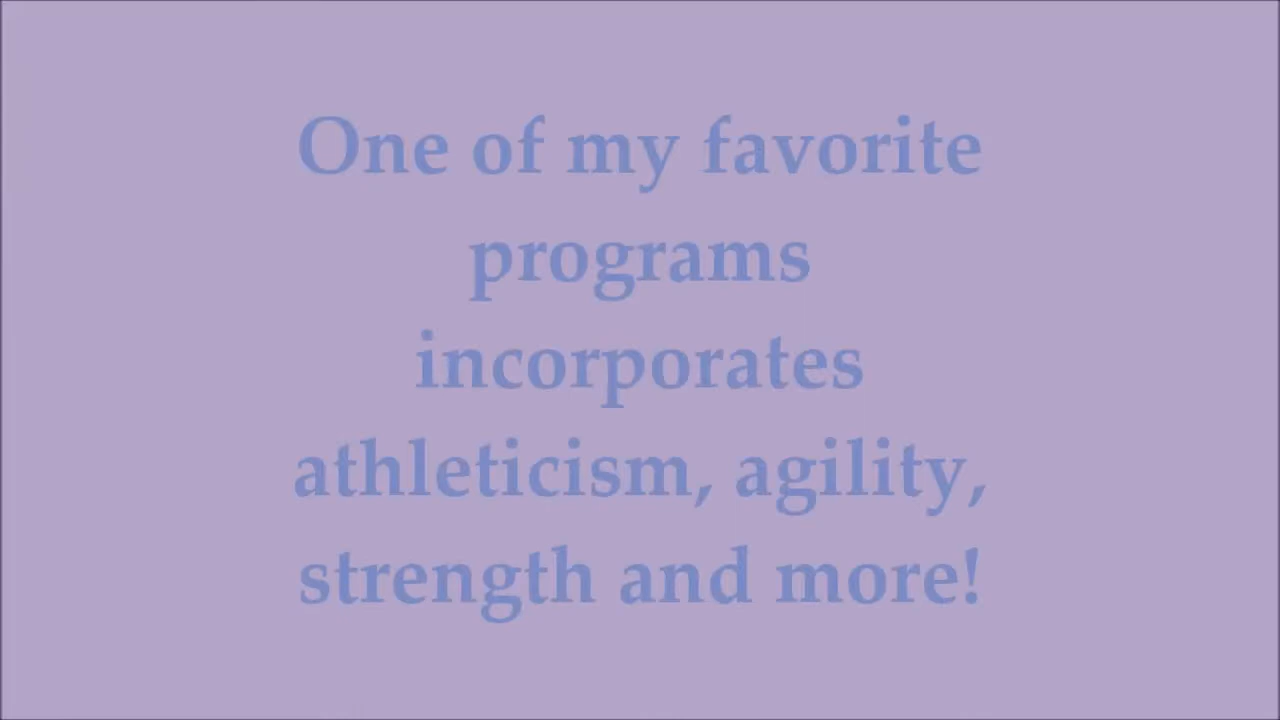 One of my favorite
programs
incorporates
athleticism, agility,
strength and more!